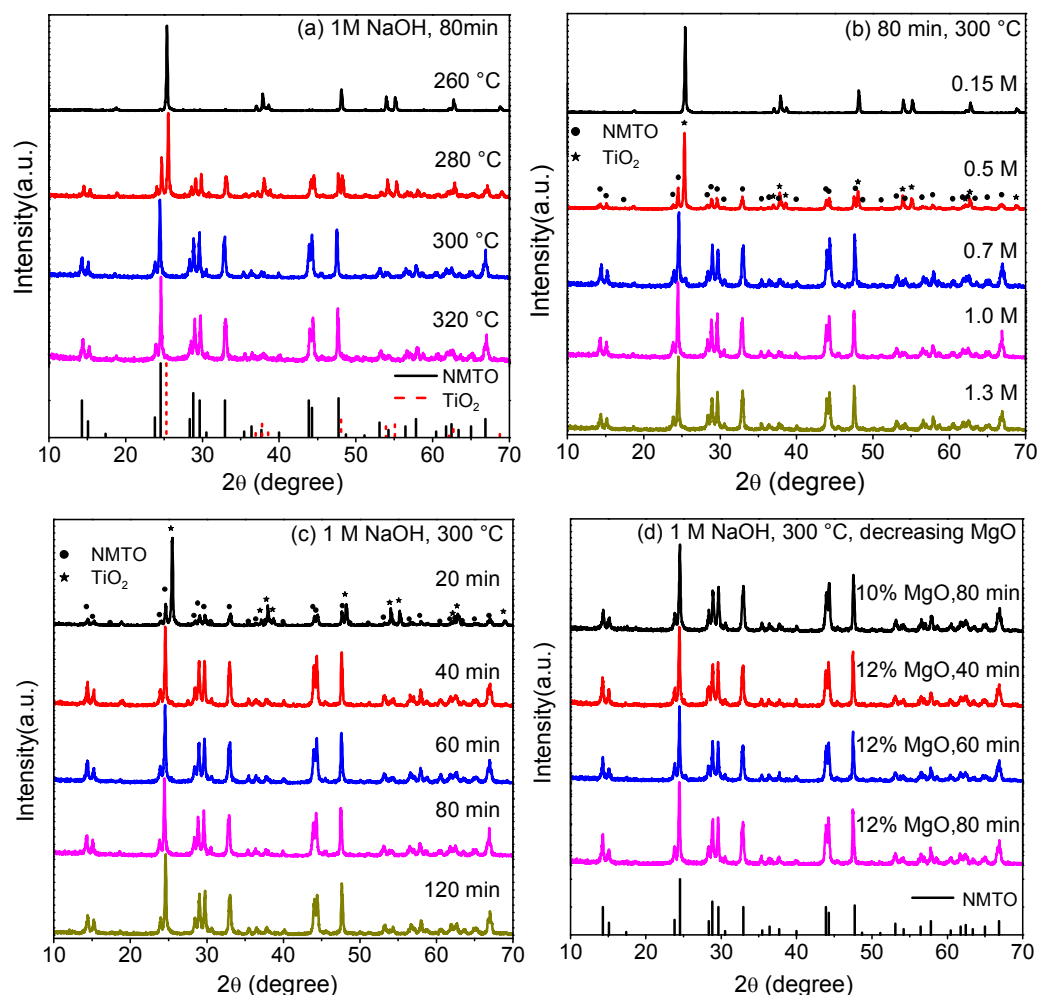 (a) 1M NaOH, 80min
260 °C
280 °C
300 °C
320 °C
NMTO
TiO₂
Intensity(a.u.)
10 20 30 40 50 60 70
2θ (degree)
(b) 80 min, 300 °C
0.15 M
NMTO
TiO₂
0.5 M
0.7 M
1.0 M
1.3 M
Intensity(a.u.)
10 20 30 40 50 60 70
2θ (degree)
(c) 1 M NaOH, 300 °C
NMTO
TiO₂
20 min
40 min
60 min
80 min
120 min
Intensity(a.u.)
10 20 30 40 50 60 70
2θ (degree)
(d) 1 M NaOH, 300 °C, decreasing MgO
10% MgO,80 min
12% MgO,40 min
12% MgO,60 min
12% MgO,80 min
NMTO
Intensity(a.u.)
10 20 30 40 50 60 70
2θ (degree)